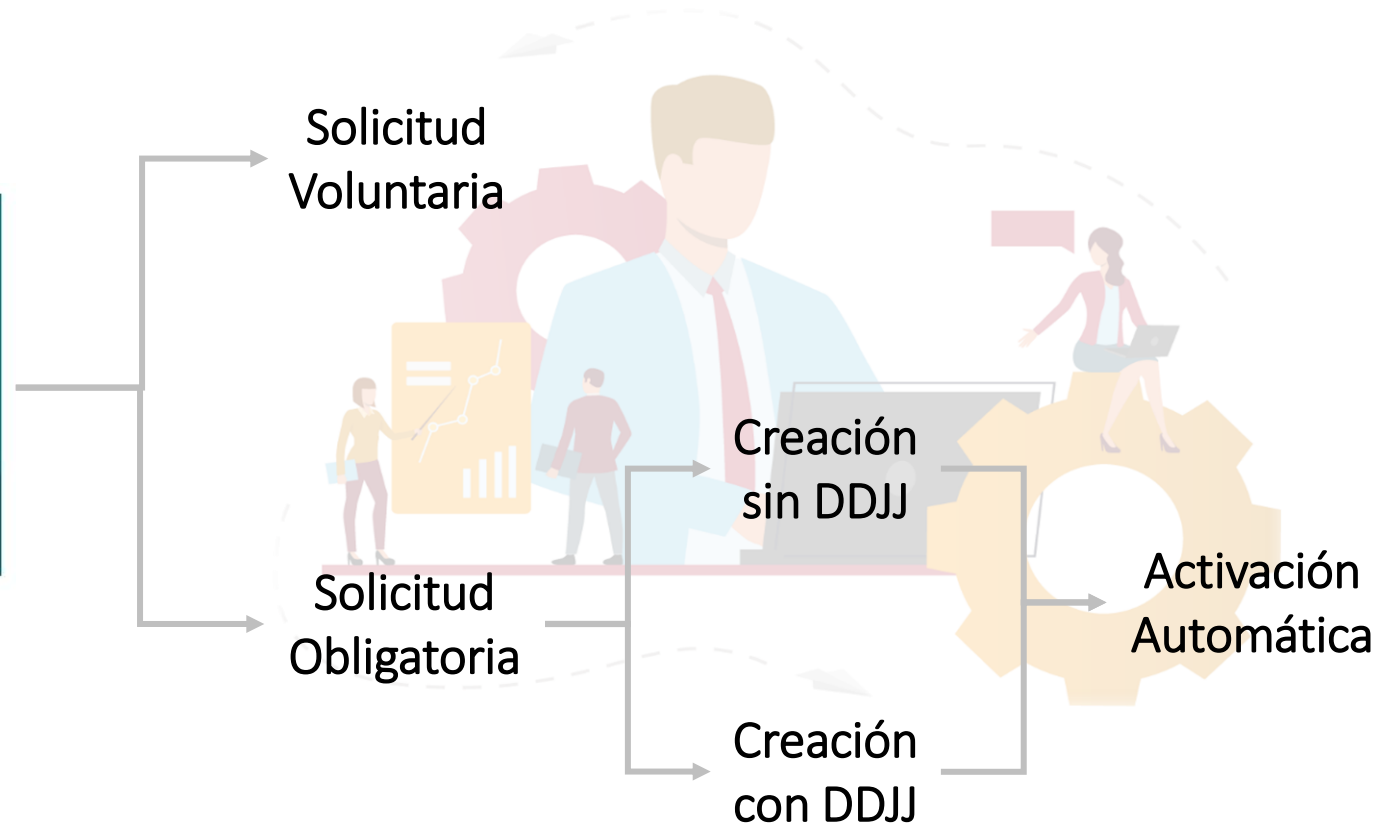 Solicitud
Voluntaria
Solicitud
Obligatoria
Creación
sin DDJJ
Creación
con DDJJ
Activación
Automática